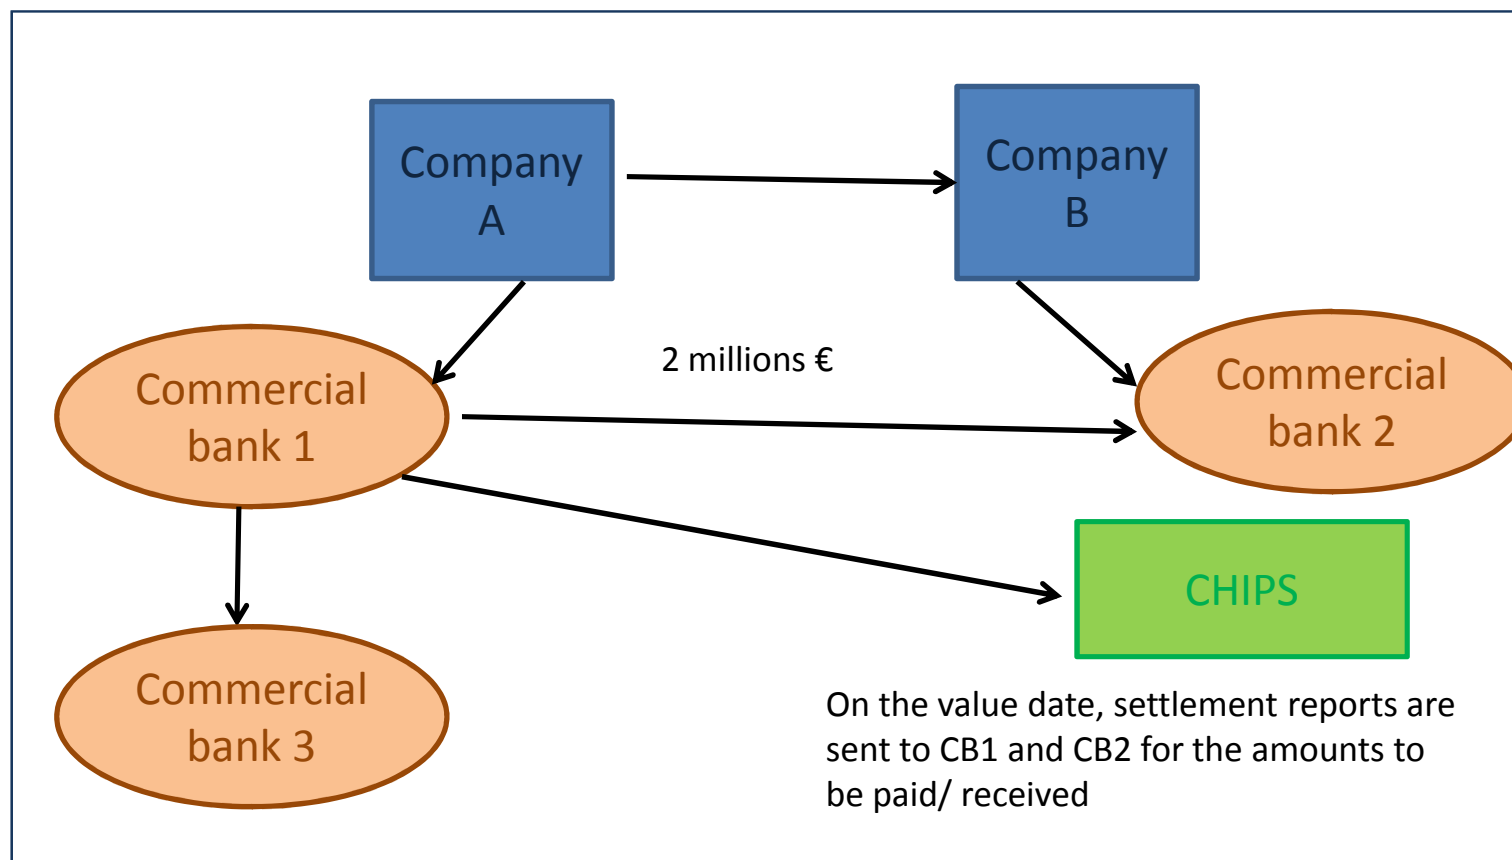 Company
A
Company
B
2 millions €
Commercial
bank 1
Commercial
bank 2
CHIPS
Commercial
bank 3
On the value date, settlement reports are
sent to CB1 and CB2 for the amounts to
be paid/ received